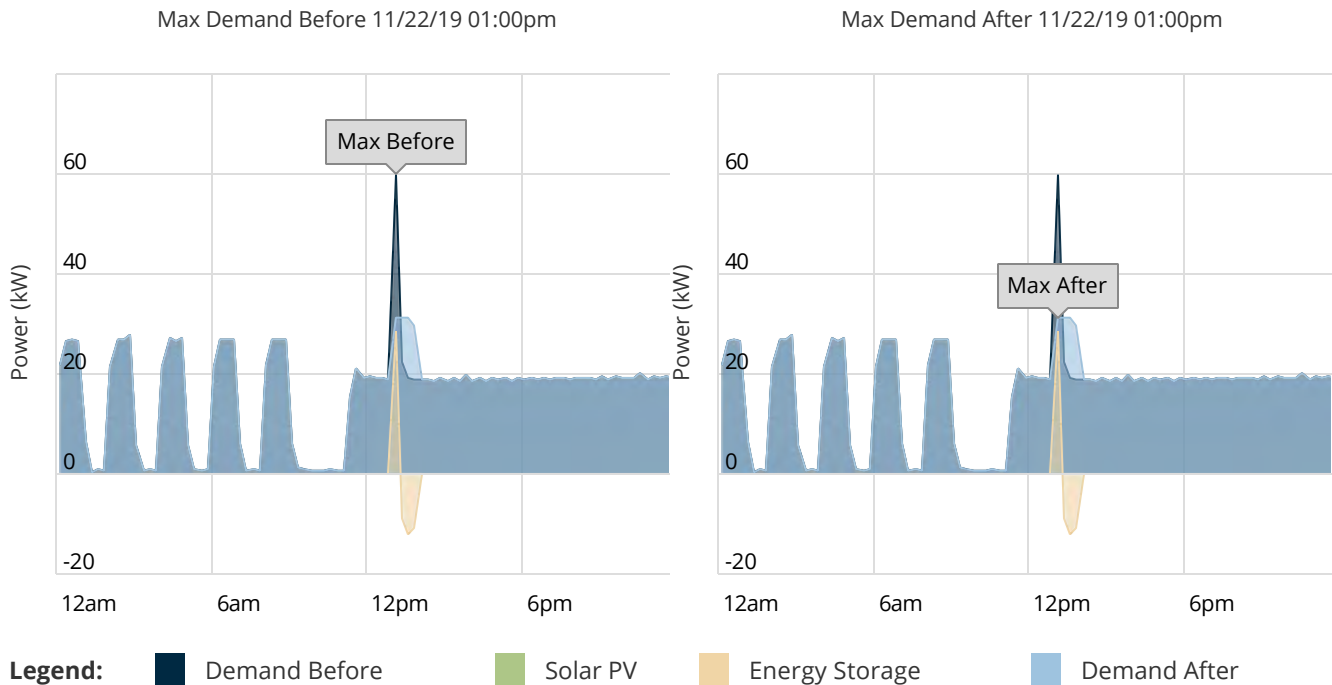 Max Demand Before 11/22/19 01:00pm
Max Before
60
40
20
0
-20
Power (kW)
12am 6am 12pm 6pm
Max Demand After 11/22/19 01:00pm
Max After
60
40
20
0
-20
Power (kW)
12am 6am 12pm 6pm
Legend: Demand Before Solar PV Energy Storage Demand After